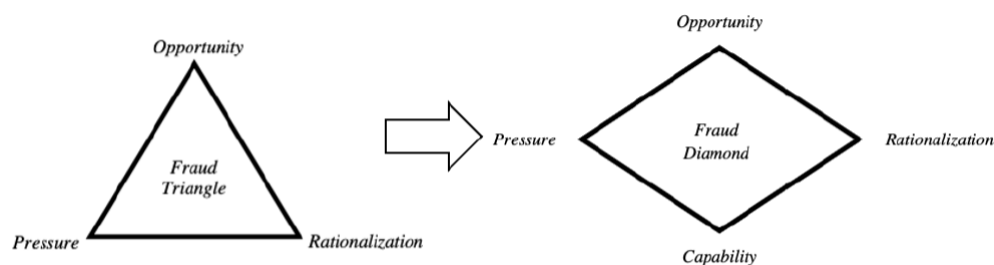 Opportunity
Fraud
Triangle
Pressure
Rationalization
Opportunity
Pressure
Fraud
Diamond
Rationalization
Capability